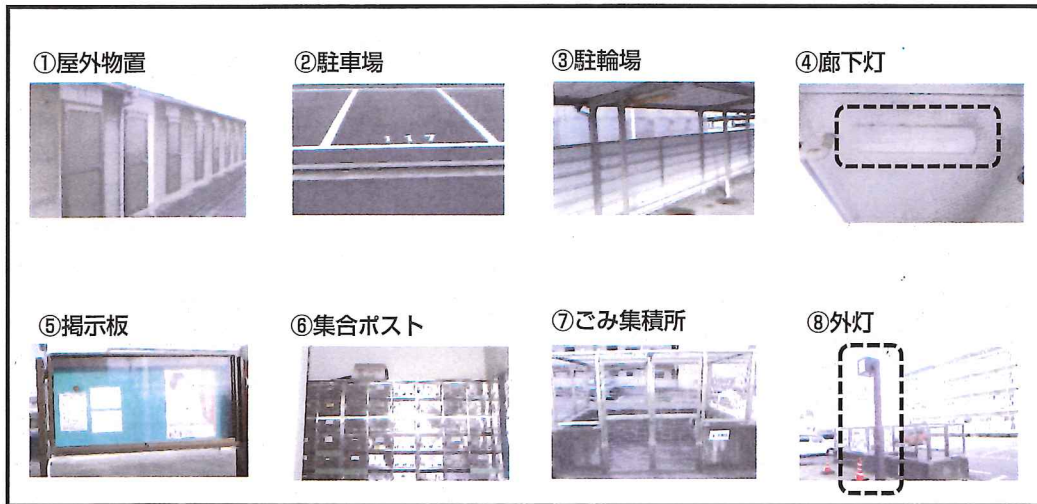 ①屋外物置
②駐車場
③駐輪場
④廊下灯
117
⑤掲示板
⑥集合ポスト
⑦ごみ集積所
⑧外灯